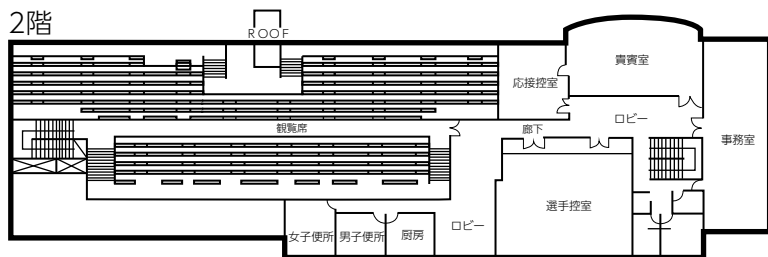 2階
ROOF
貴賓室
応接控室
ロビー
観覧席
廊下
事務室
選手控室
ロビー
女子便所
男子便所
厨房